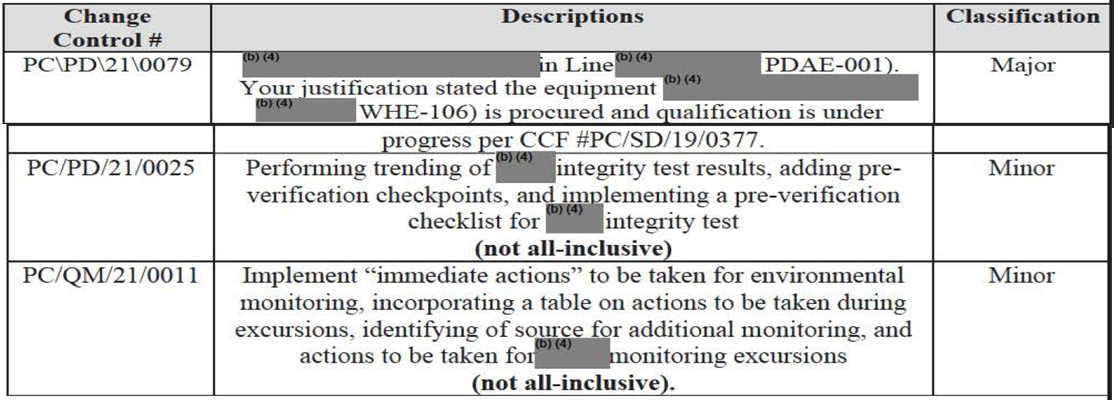 Change Control # Descriptions Classification
PC\PD\21\0079 (b) (4) in Line (b) (4) PDAE-001). Major
Your justification stated the equipment (b) (4)
(b) (4) WHE-106) is procured and qualification is under
progress per CCF #PC/SD/19/0377.
PC/PD/21/0025 Performing trending of (b) (4) integrity test results, adding pre- Minor
verification checkpoints, and implementing a pre-verification
checklist for (b) (4) integrity test
(not all-inclusive)
PC/QM/21/0011 Implement “immediate actions” to be taken for environmental Minor
monitoring, incorporating a table on actions to be taken during
excursions, identifying of source for additional monitoring, and
actions to be taken for (b) (4) monitoring excursions
(not all-inclusive).